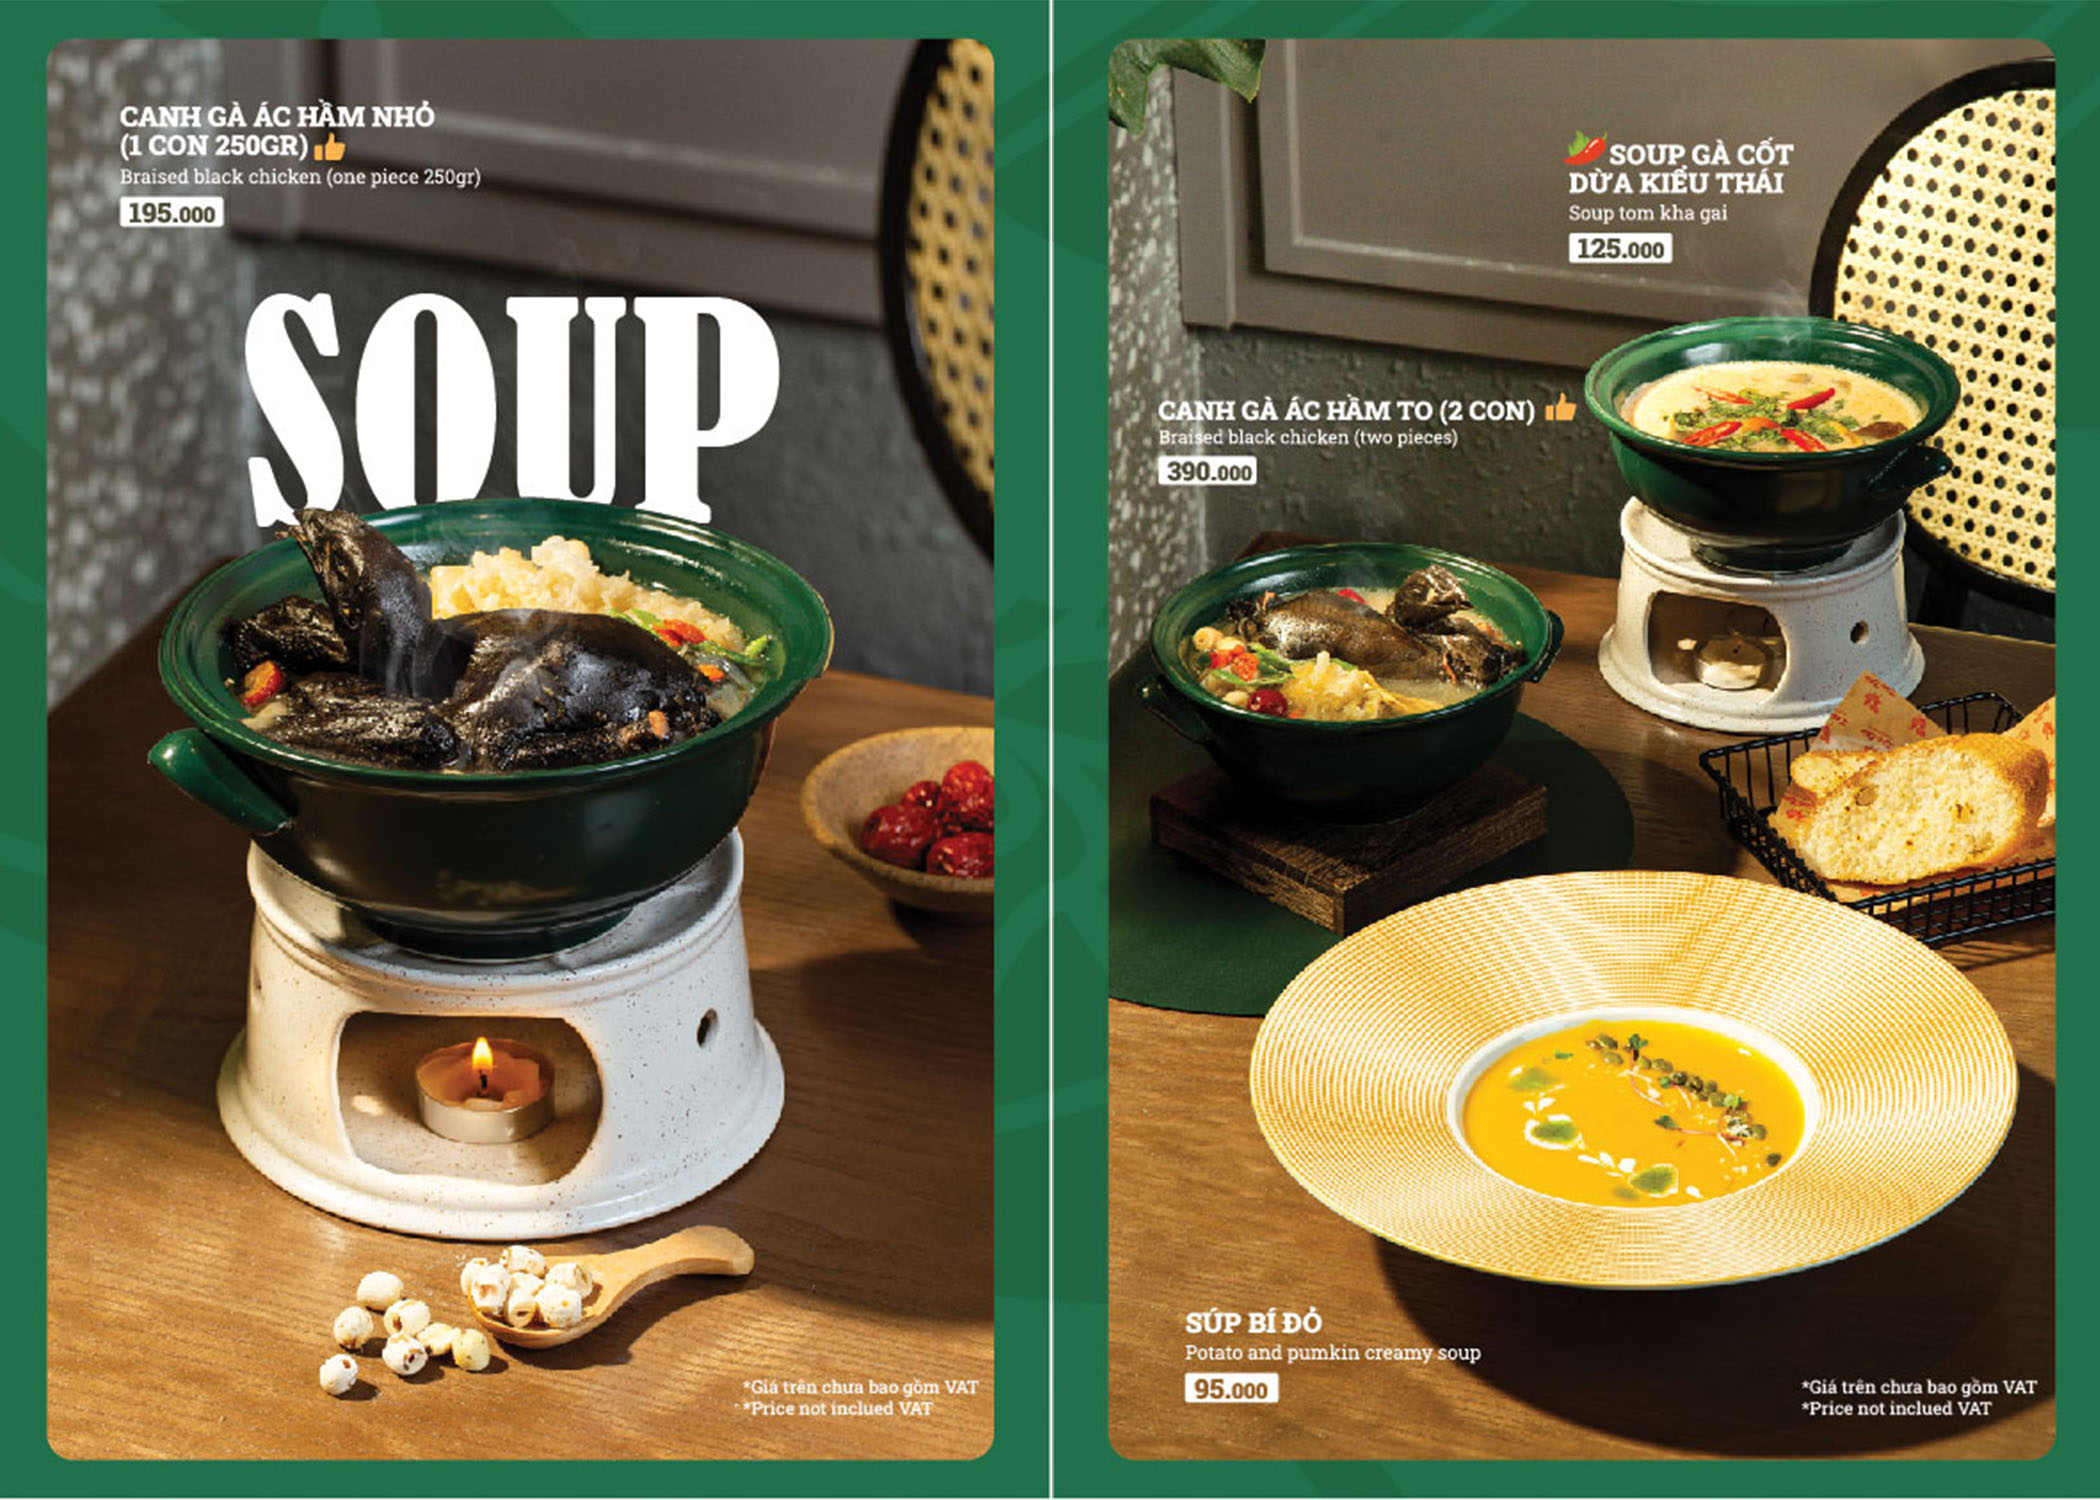 CANH GÀ ÁC HẦM NHỎ
(1 CON 250GR)
Braised black chicken (one piece 250gr)
195.000
SOUP
*Giá trên chưa bao gồm VAT
*Price not inclued VAT
SOUP GÀ CỐT
DỪA KIỂU THÁI
Soup tom kha gai
125.000
CANH GÀ ÁC HẦM TO (2 CON)
Braised black chicken (two pieces)
390.000
SÚP BÍ ĐỎ
Potato and pumkin creamy soup
95.000
*Giá trên chưa bao gồm VAT
*Price not inclued VAT